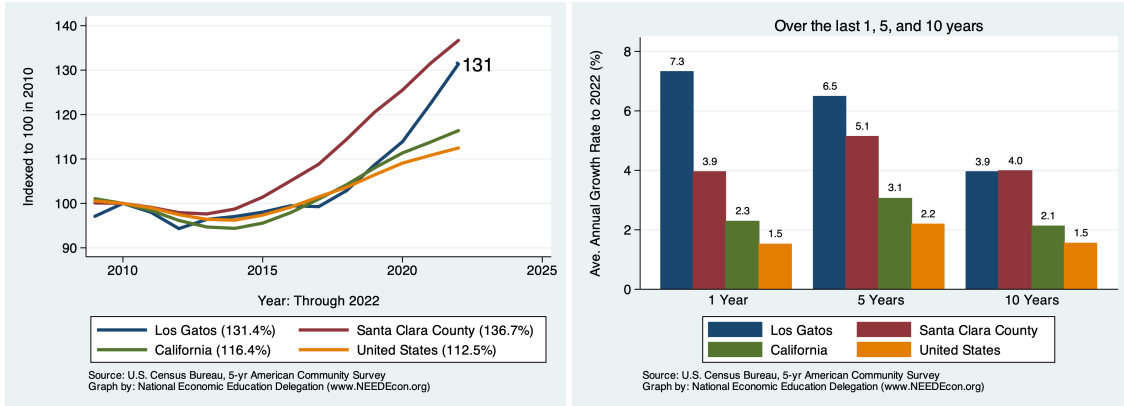 Indexed to 100 in 2010
140
130
120
110
100
90
131
2010
2015
2020
2025
Year: Through 2022
Los Gatos (131.4%)
Santa Clara County (136.7%)
California (116.4%)
United States (112.5%)
Source: U.S. Census Bureau, 5-yr American Community Survey
Graph by: National Economic Education Delegation (www.NEEDEcon.org)
Over the last 1, 5, and 10 years
Ave. Annual Growth Rate to 2022 (%)
8
6
4
2
0
7.3
3.9
2.3
1.5
6.5
5.1
3.1
2.2
3.9
4.0
2.1
1.5
1 Year
5 Years
10 Years
Los Gatos
Santa Clara County
California
United States
Source: U.S. Census Bureau, 5-yr American Community Survey
Graph by: National Economic Education Delegation (www.NEEDEcon.org)